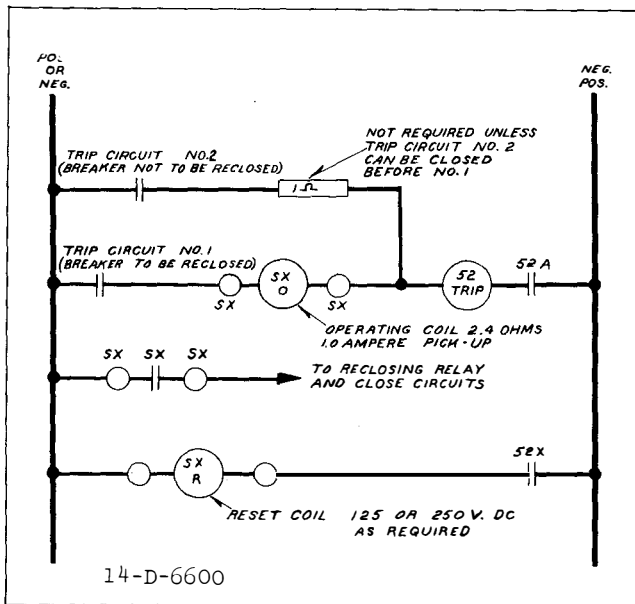 POS.
OR
NEG.
NEG.
POS.
NOT REQUIRED UNLESS
TRIP CIRCUIT NO. 2
CAN BE CLOSED
BEFORE NO. 1
TRIP CIRCUIT NO. 2
(BREAKER NOT TO BE RECLOSED)
1 Ω
TRIP CIRCUIT NO. 1
(BREAKER TO BE RECLOSED)
SX
SX
O
SX
52
TRIP
52A
OPERATING COIL 2.4 OHMS
1.0 AMPERE PICK-UP
SX SX SX
TO RECLOSING RELAY
AND CLOSE CIRCUITS
SX
R
52X
RESET COIL 125 OR 250 V. DC
AS REQUIRED
14-D-6600